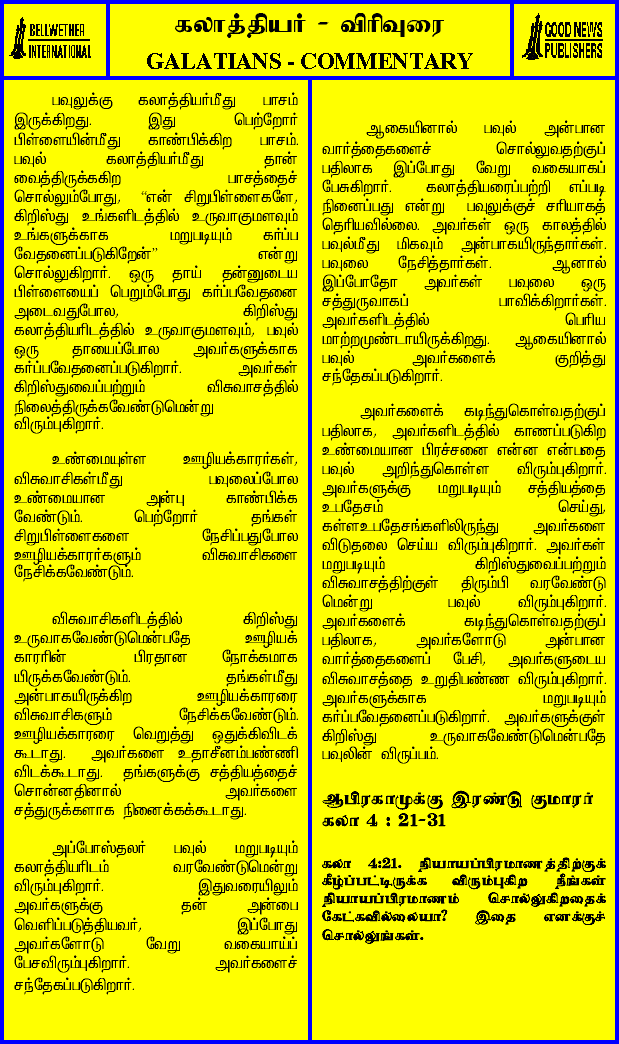 BELLWETHER
INTERNATIONAL
கலாத்தியர் - விரிவுரை
GALATIANS - COMMENTARY
GOOD NEWS
PUBLISHERS
பவுலுக்கு கலாத்தியர்மீது பாசம்
இருக்கிறது. இது பெற்றோர்
பிள்ளையின்மீது காண்பிக்கிற பாசம்.
பவுல் கலாத்தியர்மீது தான்
வைத்திருக்ககிற பாசத்தைச்
சொல்லும்போது, “என் சிறுபிள்ளைகளே,
கிறிஸ்து உங்களிடத்தில் உருவாகுமளவும்
உங்களுக்காக மறுபடியும் கர்ப்ப
வேதனைப்படுகிறேன்” என்று
சொல்லுகிறார். ஒரு தாய் தன்னுடைய
பிள்ளையைப் பெறும்போது கர்ப்பவேதனை
அடைவதுபோல, கிறிஸ்து
கலாத்தியரிடத்தில் உருவாகுமளவும், பவுல்
ஒரு தாயைப்போல அவர்களுக்காக
கர்ப்பவேதனைப்படுகிறார். அவர்கள்
கிறிஸ்துவைப்பற்றும் விசுவாசத்தில்
நிலைத்திருக்கவேண்டுமென்று
விரும்புகிறார்.
உண்மையுள்ள ஊழியக்காரர்கள்,
விசுவாசிகள்மீது பவுலைப்போல
உண்மையான அன்பு காண்பிக்க
வேண்டும். பெற்றோர் தங்கள்
சிறுபிள்ளைகளை நேசிப்பதுபோல
ஊழியக்காரர்களும் விசுவாசிகளை
நேசிக்கவேண்டும்.
விசுவாசிகளிடத்தில் கிறிஸ்து
உருவாகவேண்டுமென்பதே ஊழியக்
காரரின் பிரதான நோக்கமாக
யிருக்கவேண்டும். தங்கள்மீது
அன்பாகயிருக்கிற ஊழியக்காரரை
விசுவாசிகளும் நேசிக்கவேண்டும்.
ஊழியக்காரரை வெறுத்து ஒதுக்கிவிடக்
கூடாது. அவர்களை உதாசீனம்பண்ணி
விடக்கூடாது. தங்களுக்கு சத்தியத்தைச்
சொன்னதினால் அவர்களை
சத்துருக்களாக நினைக்கக்கூடாது.
அப்போஸ்தலர் பவுல் மறுபடியும்
கலாத்தியரிடம் வரவேண்டுமென்று
விரும்புகிறார். இதுவரையிலும்
அவர்களுக்கு தன் அன்பை
வெளிப்படுத்தியவர், இப்போது
அவர்களோடு வேறு வகையாய்ப்
பேசவிரும்புகிறார். அவர்களைச்
சந்தேகப்படுகிறார்.
ஆகையினால் பவுல் அன்பான
வார்த்தைகளைச் சொல்லுவதற்குப்
பதிலாக இப்போது வேறு வகையாகப்
பேசுகிறார். கலாத்தியரைப்பற்றி எப்படி
நினைப்பது என்று பவுலுக்குச் சரியாகத்
தெரியவில்லை. அவர்கள் ஒரு காலத்தில்
பவுல்மீது மிகவும் அன்பாகயிருந்தார்கள்.
பவுலை நேசித்தார்கள். ஆனால்
இப்போதோ அவர்கள் பவுலை ஒரு
சத்துருவாகப் பாவிக்கிறார்கள்.
அவர்களிடத்தில் பெரிய
மாற்றமுண்டாயிருக்கிறது. ஆகையினால்
பவுல் அவர்களைக் குறித்து
சந்தேகப்படுகிறார்.
அவர்களைக் கடிந்துகொள்வதற்குப்
பதிலாக, அவர்களிடத்தில் காணப்படுகிற
உண்மையான பிரச்சனை என்ன என்பதை
பவுல் அறிந்துகொள்ள விரும்புகிறார்.
அவர்களுக்கு மறுபடியும் சத்தியத்தை
உபதேசம் செய்து,
கள்ளஉபதேசங்களிலிருந்து அவர்களை
விடுதலை செய்ய விரும்புகிறார். அவர்கள்
மறுபடியும் கிறிஸ்துவைப்பற்றும்
விசுவாசத்திற்குள் திரும்பி வரவேண்டு
மென்று பவுல் விரும்புகிறார்.
அவர்களைக் கடிந்துகொள்வதற்குப்
பதிலாக, அவர்களோடு அன்பான
வார்த்தைகளைப் பேசி, அவர்களுடைய
விசுவாசத்தை உறுதிபண்ண விரும்புகிறார்.
அவர்களுக்காக மறுபடியும்
கர்ப்பவேதனைப்படுகிறார். அவர்களுக்குள்
கிறிஸ்து உருவாகவேண்டுமென்பதே
பவுலின் விருப்பம்.
ஆபிரகாமுக்கு இரண்டு குமாரர்
கலா 4 : 21-31
கலா 4:21. நியாயப்பிரமாணத்திற்குக்
கீழ்ப்பட்டிருக்க விரும்புகிற நீங்கள்
நியாயப்பிரமாணம் சொல்லுகிறதைக்
கேட்கவில்லையா? இதை எனக்குச்
சொல்லுங்கள்.